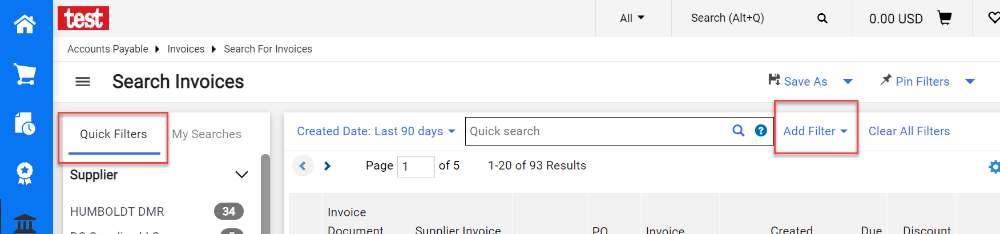 test
All
Search (Alt+Q)
0.00 USD
Accounts Payable Invoices Search For Invoices
Search Invoices
Save As
Pin Filters
Quick Filters
My Searches
Supplier
HUMBOLDT DMR 34
Created Date: Last 90 days
Quick search
?
Add Filter
Clear All Filters
Page 1 of 5
1-20 of 93 Results
Invoice
Document
Supplier Invoice
PO
Invoice
Created
Due
Discount